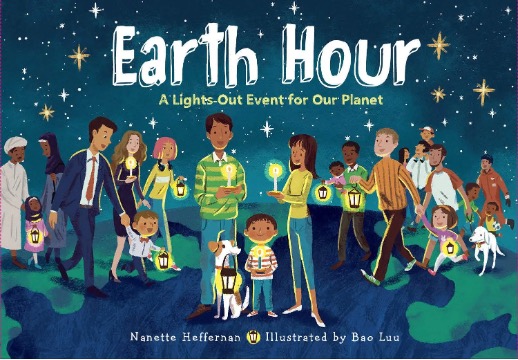 Earth Hour
A Lights-Out Event for Our Planet
Nanette Heffernan Illustrated by Bao Luu